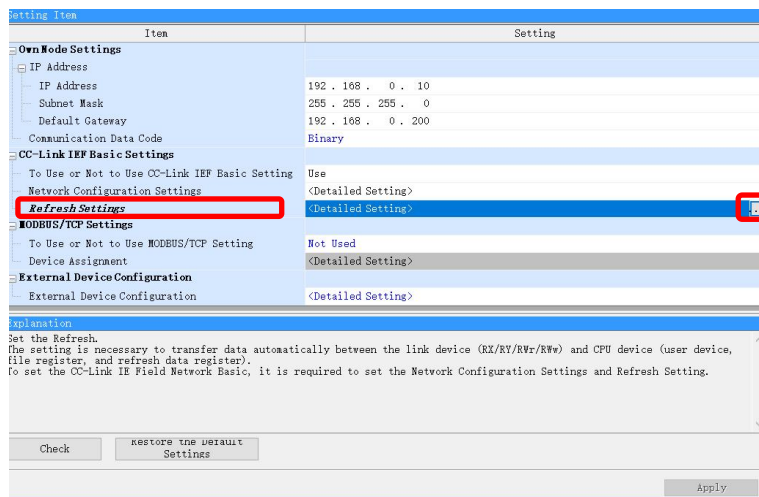 Setting Item
Item Setting
Own Node Settings
IP Address
IP Address 192 . 168 . 0 . 10
Subnet Mask 255 . 255 . 255 . 0
Default Gateway 192 . 168 . 0 . 200
Communication Data Code Binary
CC-Link IEF Basic Settings
To Use or Not to Use CC-Link IEF Basic Setting Use
Network Configuration Settings <Detailed Setting>
Refresh Settings <Detailed Setting>
MODBUS/TCP Settings
To Use or Not to Use MODBUS/TCP Setting Not Used
Device Assignment <Detailed Setting>
External Device Configuration
External Device Configuration <Detailed Setting>
Explanation
Set the Refresh.
The setting is necessary to transfer data automatically between the link device (RX/RY/RWr/RWw) and CPU device (user device,
file register, and refresh data register).
To set the CC-Link IE Field Network Basic, it is required to set the Network Configuration Settings and Refresh Setting.
Check
Restore the Default
Settings
Apply